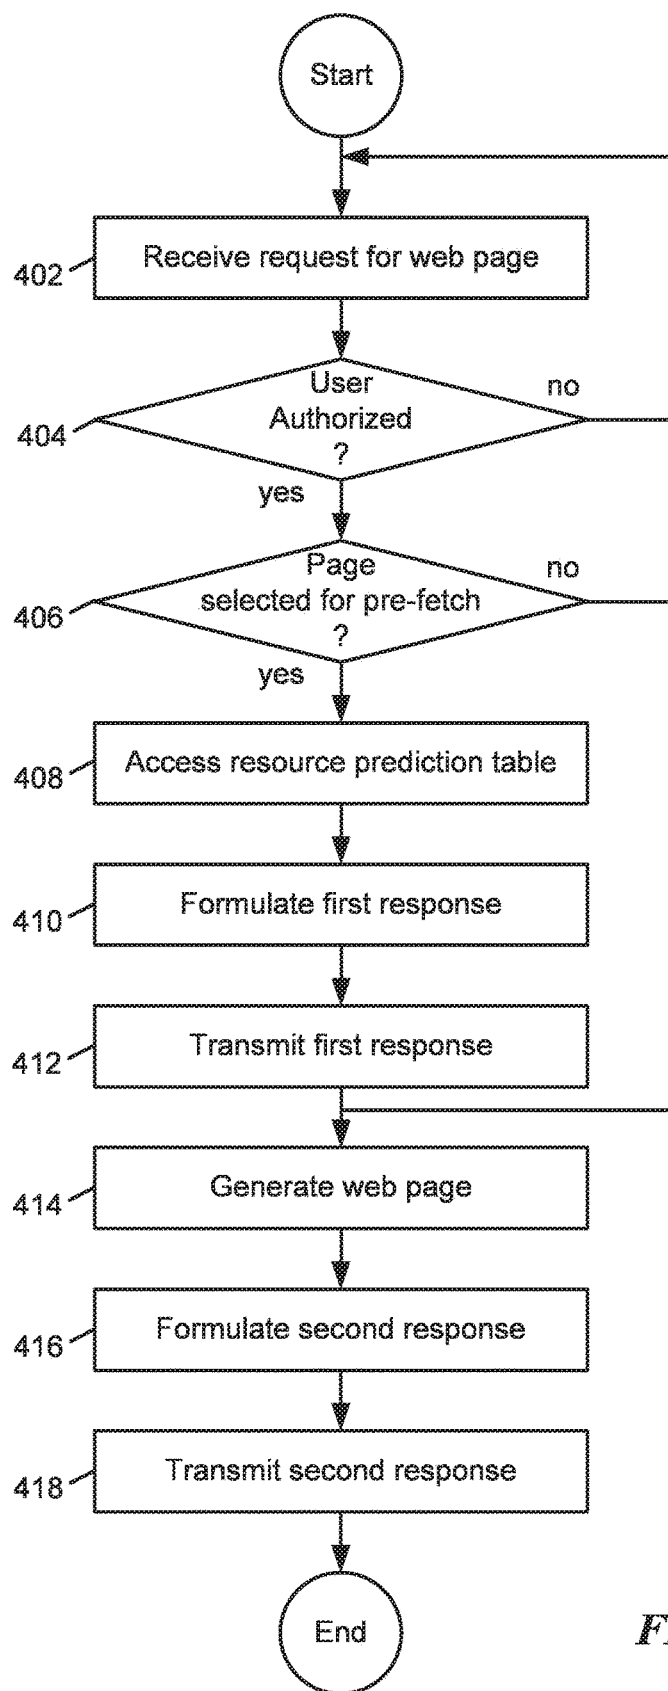 Start
Receive request for web page
402
User
Authorized
?
no
404
yes
Page
selected for pre-fetch
?
no
406
yes
Access resource prediction table
408
Formulate first response
410
Transmit first response
412
Generate web page
414
Formulate second response
416
Transmit second response
418
End